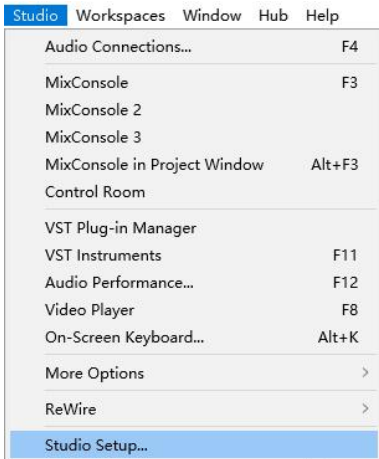 Studio Workspaces Window Hub Help
Audio Connections... F4
MixConsole F3
MixConsole 2
MixConsole 3
MixConsole in Project Window Alt+F3
Control Room
VST Plug-in Manager
VST Instruments F11
Audio Performance... F12
Video Player F8
On-Screen Keyboard... Alt+K
More Options
ReWire
Studio Setup...